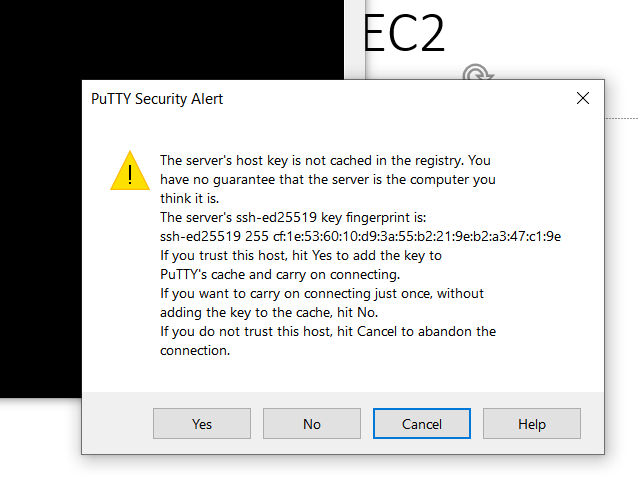 EC2
PuTTY Security Alert
The server's host key is not cached in the registry. You
have no guarantee that the server is the computer you
think it is.
The server's ssh-ed25519 key fingerprint is:
ssh-ed25519 255 cf:1e:53:60:10:d9:3a:55:b2:21:9e:b2:a3:47:c1:9e
If you trust this host, hit Yes to add the key to
PuTTY's cache and carry on connecting.
If you want to carry on connecting just once, without
adding the key to the cache, hit No.
If you do not trust this host, hit Cancel to abandon the
connection.
Yes
No
Cancel
Help